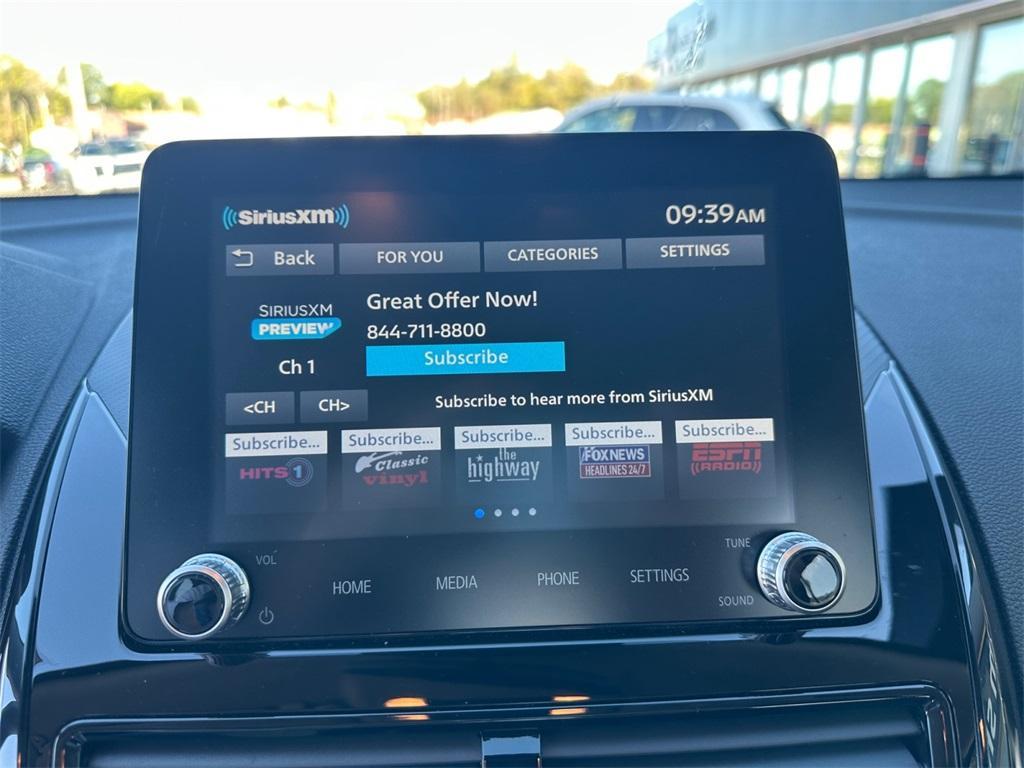 ((SiriusXM))
09:39AM
Back
FOR YOU
CATEGORIES
SETTINGS
SIRIUSXM
PREVIEW
Great Offer Now!
844-711-8800
Ch 1
Subscribe
<CH
CH>
Subscribe to hear more from SiriusXM
Subscribe...
Subscribe...
Subscribe...
Subscribe...
Subscribe...
HITS 1
Classic
vinyl
the
highway
FOX NEWS
HEADLINES 24/7
ESPN
RADIO
VOL
TUNE
HOME
MEDIA
PHONE
SETTINGS
SOUND